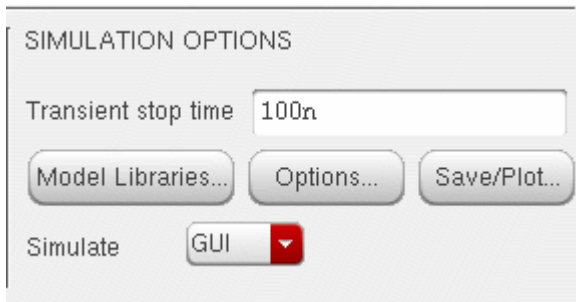 SIMULATION OPTIONS
Transient stop time 100n
Model Libraries... Options... Save/Plot...
Simulate GUI